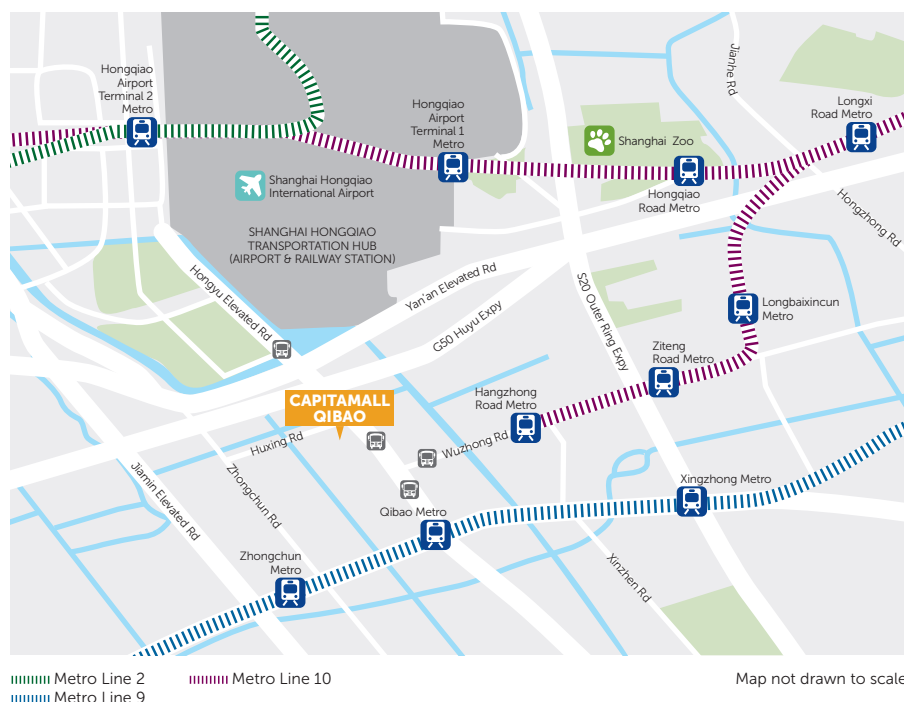 Hongqiao
Airport
Terminal 2
Metro
Hongqiao
Airport
Terminal 1
Metro
Jianhe Rd
Longxi
Road Metro
Shanghai Zoo
Shanghai Hongqiao
International Airport
Hongqiao
Road Metro
Hongzhong Rd
SHANGHAI HONGQIAO
TRANSPORTATION HUB
(AIRPORT & RAILWAY STATION)
Hongyu Elevated Rd
Yan'an Elevated Rd
G50 Huyu Expy
S20 Outer Ring Expy
Longbaixincun
Metro
Ziteng
Road Metro
CAPITAMALL
QIBAO
Hangzhong
Road Metro
Huxing Rd
Wuzhong Rd
Jiamin Elevated Rd
Zhongchun Rd
Xingzhong Metro
Qibao Metro
Zhongchun
Metro
Xinzhen Rd
Metro Line 2
Metro Line 10
Map not drawn to scale
Metro Line 9